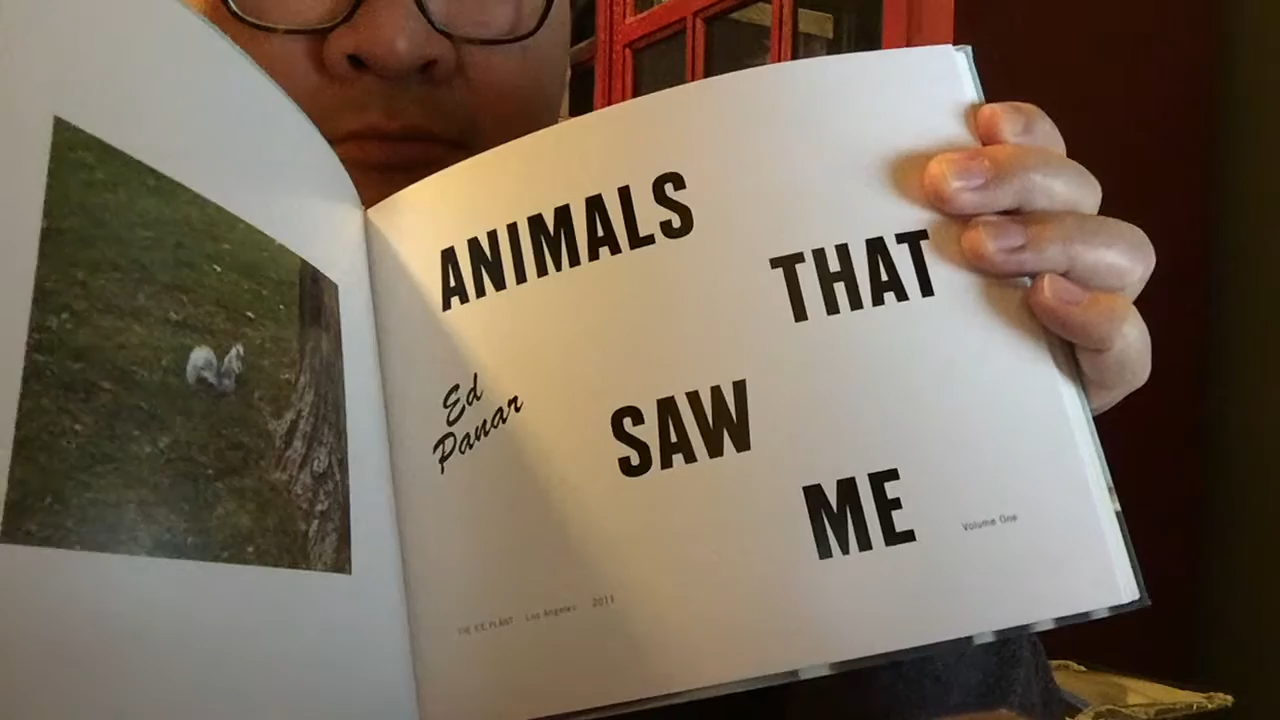 ANIMALS
THAT
Ed
Panar
SAW
ME
Volume One
THE ICE PLANT Los Angeles 2011